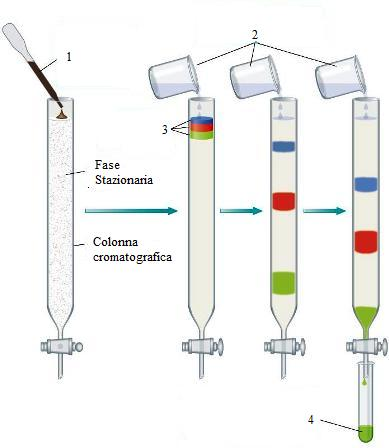 1
2
3
Fase
Stazionaria
Colonna
cromatografica
4